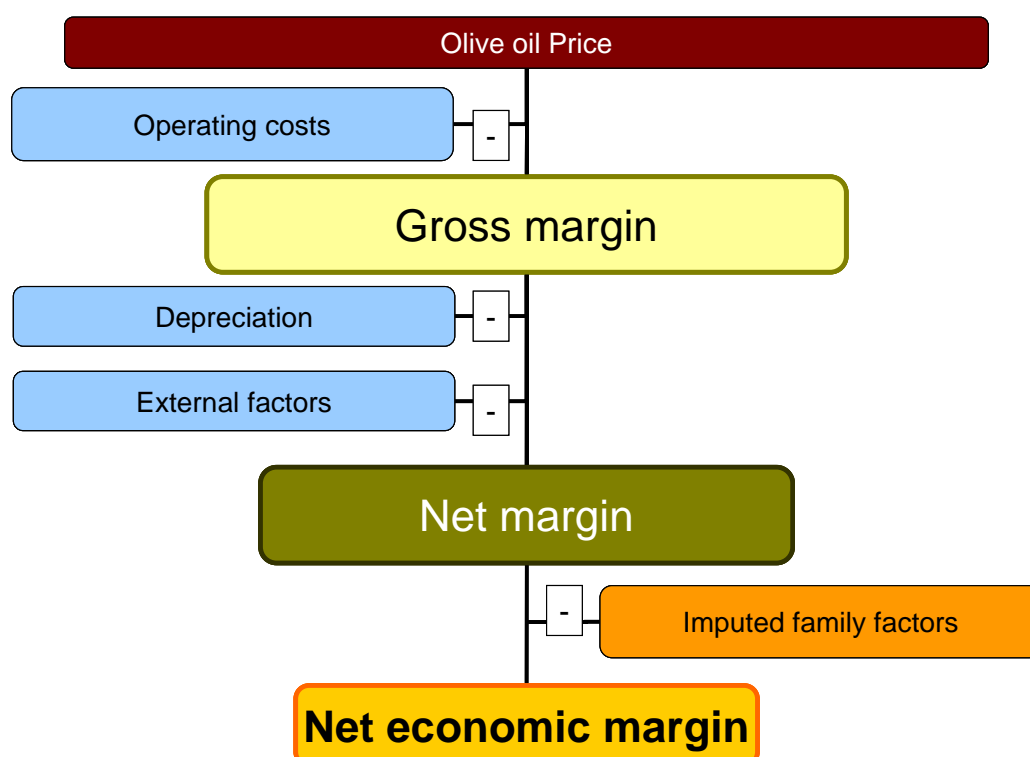 Olive oil Price
Operating costs
-
Gross margin
Depreciation
-
External factors
-
Net margin
-
Imputed family factors
Net economic margin